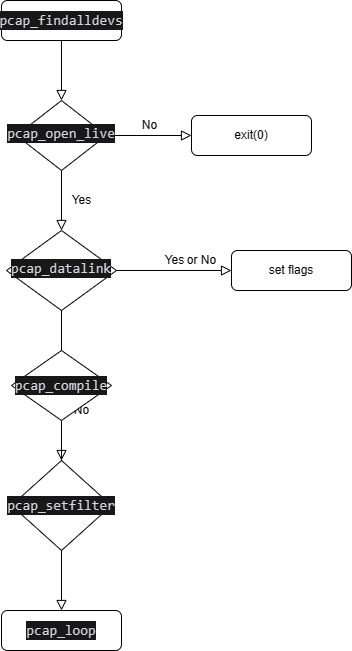 pcap_findalldevs
pcap_open_live
No
exit(0)
Yes
pcap_datalink
Yes or No
set flags
pcap_compile
No
pcap_setfilter
pcap_loop